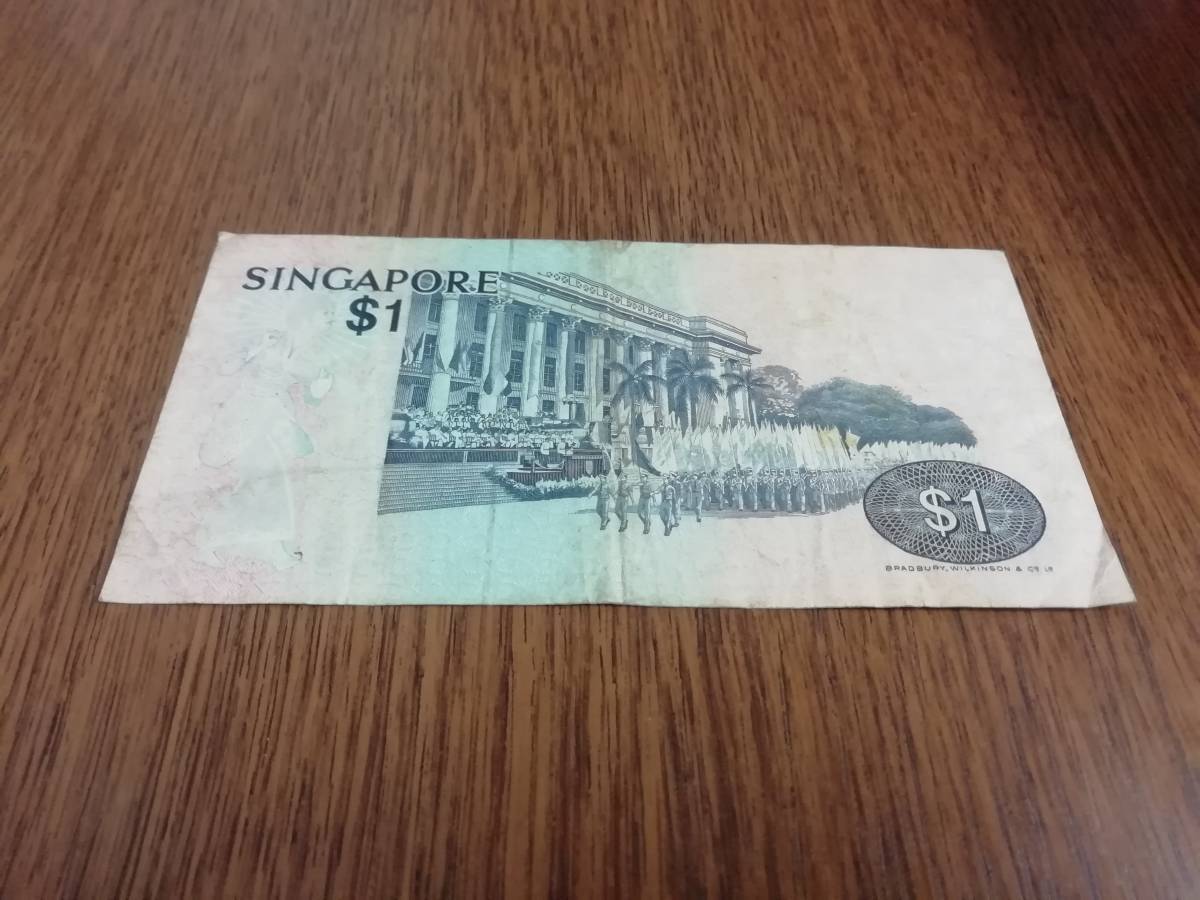 SINGAPORE
$1
$1
BRADBURY, WILKINSON & Cº. Lᴰ